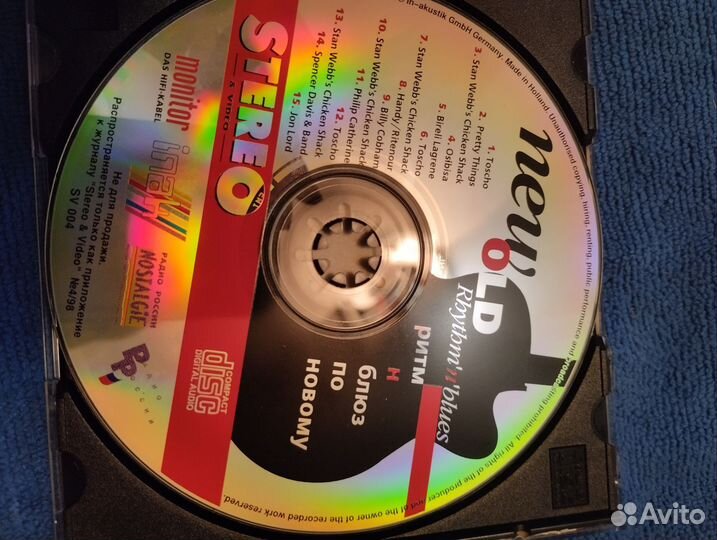 new
OLD
Rhythm'n'blues
РИТМ
Н
БЛЮЗ
ПО
НОВОМУ
1. Toscho
2. Pretty Things
3. Stan Webb's Chicken Shack
4. Osibisa
5. Bireli Lagrene
6. Toscho
7. Stan Webb's Chicken Shack
8. Handy/Ritenour
9. Billy Cobham
10. Stan Webb's Chicken Shack
11. Philip Catherine
12. Toscho
13. Stan Webb's Chicken Shack
14. Spencer Davis & Band
15. Jon Lord
STEREO
& VIDEO
monitor
DAS HIFI-KABEL
РАДИО РОССИИ
NOSTALGIE
РР
Не для продажи.
Распространяется только как приложение
к журналу "Stereo & Video" №4/98
SV 004
COMPACT
disc
DIGITAL AUDIO
in-akustik GmbH Germany. Made in Holland. Unauthorised copying, hiring, renting, public performance and broadcasting prohibited. All rights of the producer and of the owner of the recorded work reserved.
Avito